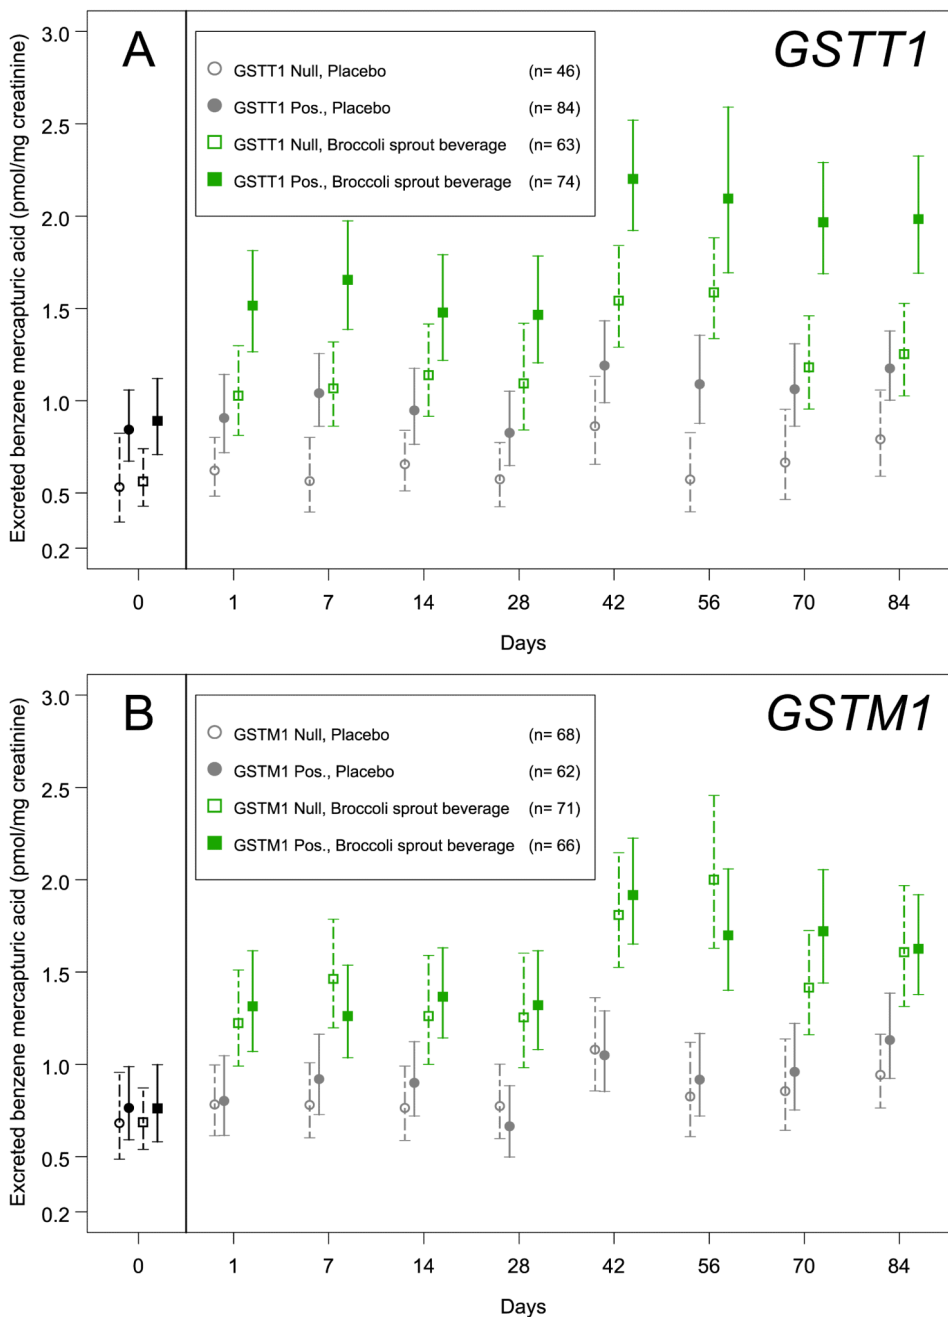 A
GSTT1
GSTT1 Null, Placebo (n= 46)
GSTT1 Pos., Placebo (n= 84)
GSTT1 Null, Broccoli sprout beverage (n= 63)
GSTT1 Pos., Broccoli sprout beverage (n= 74)
Excreted benzene mercapturic acid (pmol/mg creatinine)
3.0
2.5
2.0
1.5
1.0
0.5
0.2
0 1 7 14 28 42 56 70 84
Days
B
GSTM1
GSTM1 Null, Placebo (n= 68)
GSTM1 Pos., Placebo (n= 62)
GSTM1 Null, Broccoli sprout beverage (n= 71)
GSTM1 Pos., Broccoli sprout beverage (n= 66)
Excreted benzene mercapturic acid (pmol/mg creatinine)
3.0
2.5
2.0
1.5
1.0
0.5
0.2
0 1 7 14 28 42 56 70 84
Days